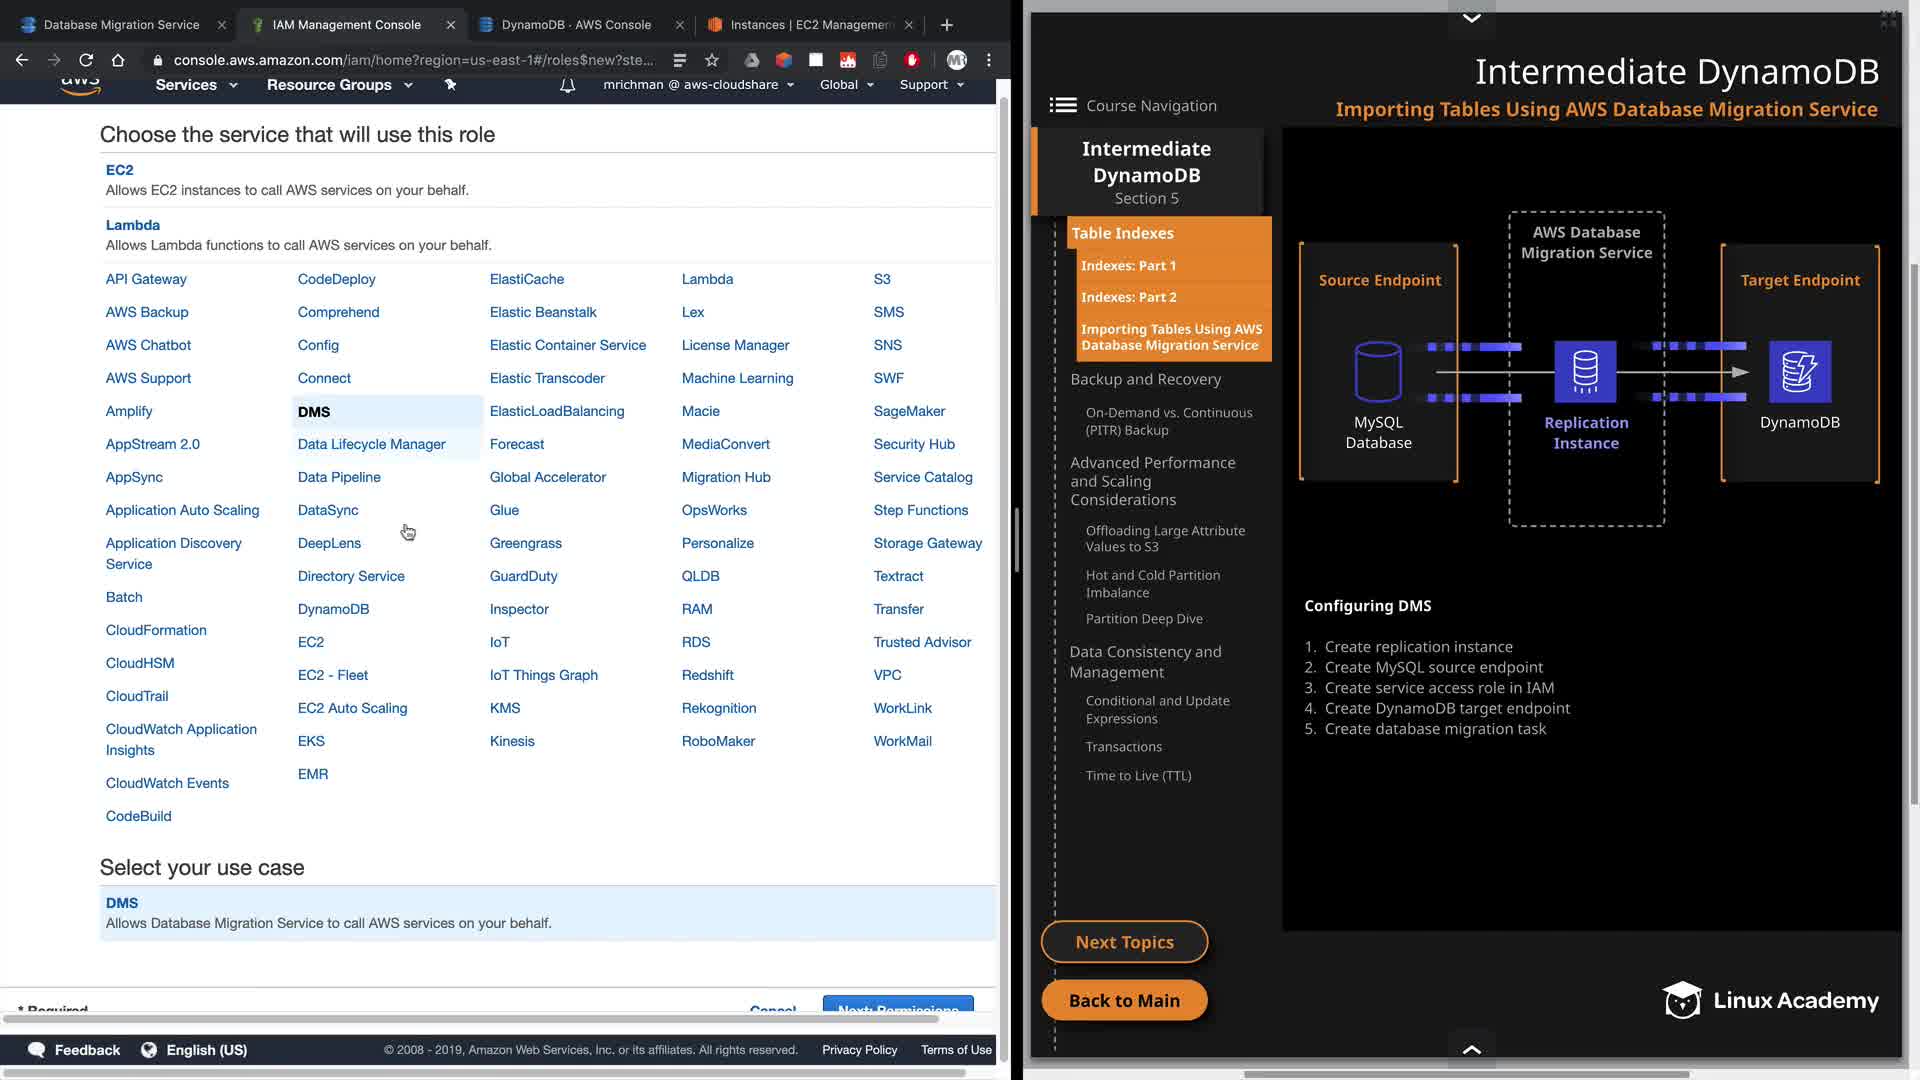 Database Migration Service
IAM Management Console
DynamoDB · AWS Console
Instances | EC2 Management
console.aws.amazon.com/iam/home?region=us-east-1#/roles$new?ste...
aws
Services
Resource Groups
mrichman @ aws-cloudshare
Global
Support
Choose the service that will use this role
EC2
Allows EC2 instances to call AWS services on your behalf.
Lambda
Allows Lambda functions to call AWS services on your behalf.
API Gateway
AWS Backup
AWS Chatbot
AWS Support
Amplify
AppStream 2.0
AppSync
Application Auto Scaling
Application Discovery
Service
Batch
CloudFormation
CloudHSM
CloudTrail
CloudWatch Application
Insights
CloudWatch Events
CodeBuild
CodeDeploy
Comprehend
Config
Connect
DMS
Data Lifecycle Manager
Data Pipeline
DataSync
DeepLens
Directory Service
DynamoDB
EC2
EC2 - Fleet
EC2 Auto Scaling
EKS
EMR
ElastiCache
Elastic Beanstalk
Elastic Container Service
Elastic Transcoder
ElasticLoadBalancing
Forecast
Global Accelerator
Glue
Greengrass
GuardDuty
Inspector
IoT
IoT Things Graph
KMS
Kinesis
Lambda
Lex
License Manager
Machine Learning
Macie
MediaConvert
Migration Hub
OpsWorks
Personalize
QLDB
RAM
RDS
Redshift
Rekognition
RoboMaker
S3
SMS
SNS
SWF
SageMaker
Security Hub
Service Catalog
Step Functions
Storage Gateway
Textract
Transfer
Trusted Advisor
VPC
WorkLink
WorkMail
Select your use case
DMS
Allows Database Migration Service to call AWS services on your behalf.
* Required
Cancel
Next: Permissions
Feedback
English (US)
© 2008 - 2019, Amazon Web Services, Inc. or its affiliates. All rights reserved.
Privacy Policy
Terms of Use
Intermediate DynamoDB
Importing Tables Using AWS Database Migration Service
Course Navigation
Intermediate
DynamoDB
Section 5
Table Indexes
Indexes: Part 1
Indexes: Part 2
Importing Tables Using AWS
Database Migration Service
Backup and Recovery
On-Demand vs. Continuous
(PITR) Backup
Advanced Performance
and Scaling
Considerations
Offloading Large Attribute
Values to S3
Hot and Cold Partition
Imbalance
Partition Deep Dive
Data Consistency and
Management
Conditional and Update
Expressions
Transactions
Time to Live (TTL)
Next Topics
Back to Main
Source Endpoint
MySQL
Database
AWS Database
Migration Service
Replication
Instance
Target Endpoint
DynamoDB
Configuring DMS
1. Create replication instance
2. Create MySQL source endpoint
3. Create service access role in IAM
4. Create DynamoDB target endpoint
5. Create database migration task
Linux Academy